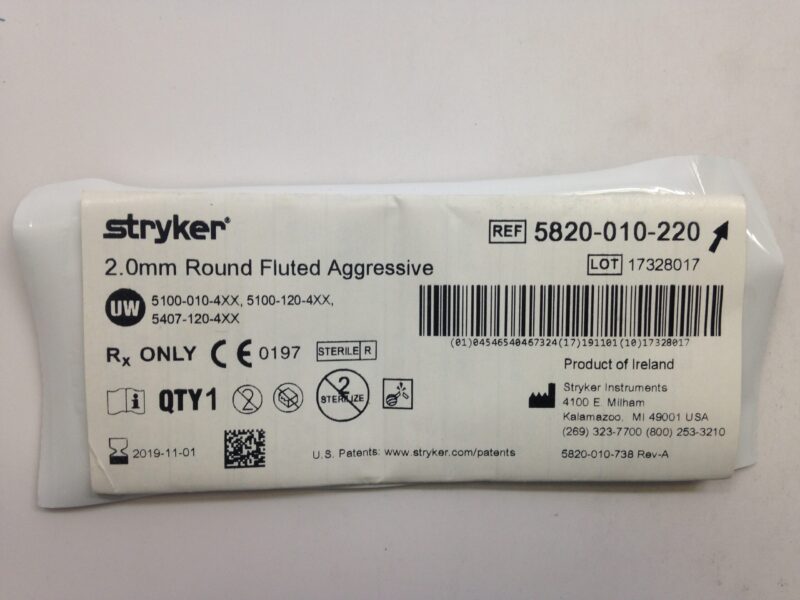 stryker®
REF 5820-010-220
2.0mm Round Fluted Aggressive
LOT 17328017
UW 5100-010-4XX, 5100-120-4XX,
5407-120-4XX
(01)04546540467324(17)191101(10)17328017
Rx ONLY CE 0197 STERILE R
Product of Ireland
i QTY1 2 2 STERILIZE
Stryker Instruments
4100 E. Milham
Kalamazoo, MI 49001 USA
(269) 323-7700 (800) 253-3210
2019-11-01
U.S. Patents: www.stryker.com/patents
5820-010-738 Rev-A